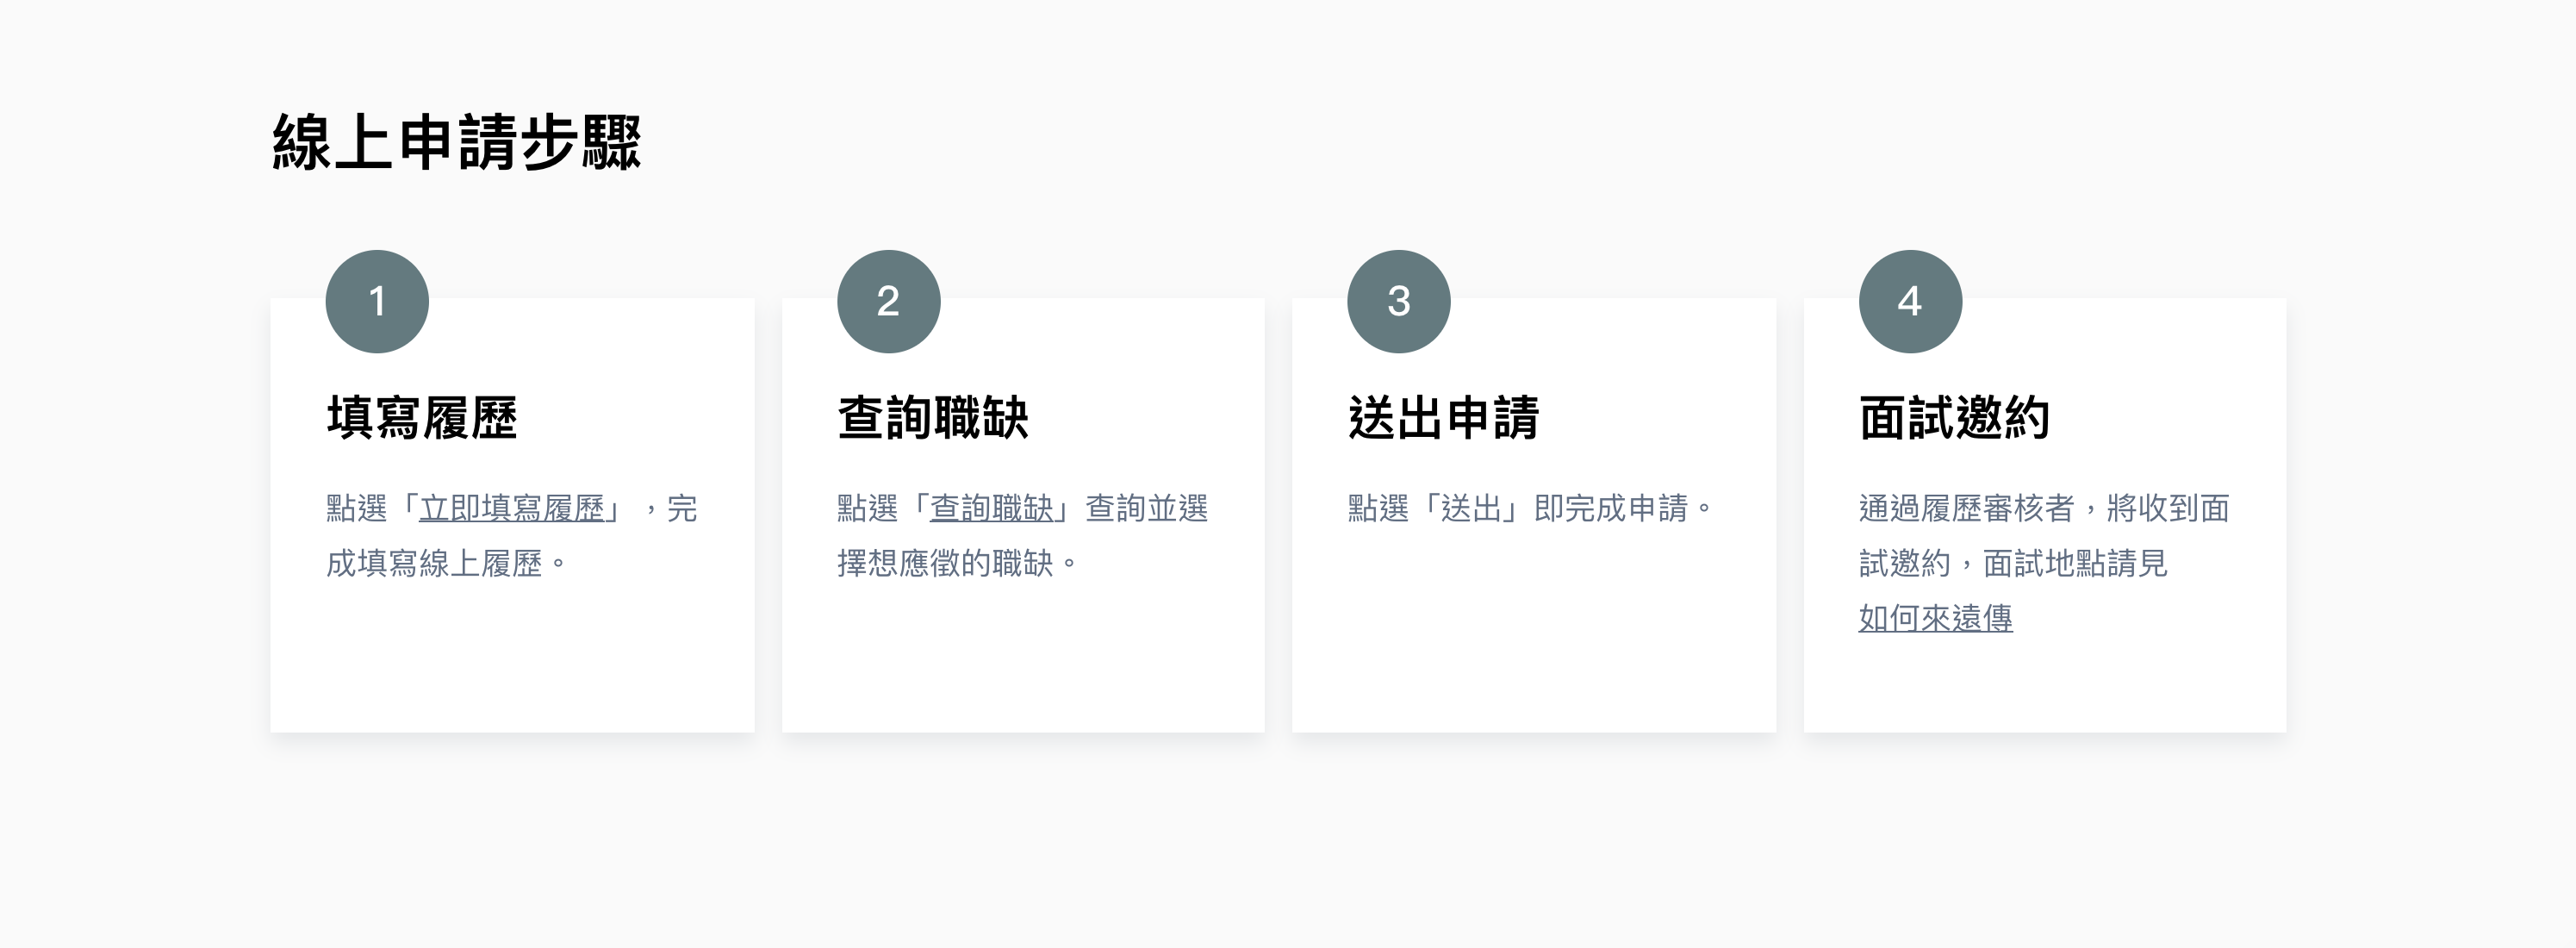 線上申請步驟
1
填寫履歷
點選「立即填寫履歷」，完
成填寫線上履歷。
2
查詢職缺
點選「查詢職缺」查詢並選
擇想應徵的職缺。
3
送出申請
點選「送出」即完成申請。
4
面試邀約
通過履歷審核者，將收到面
試邀約，面試地點請見
如何來遠傳